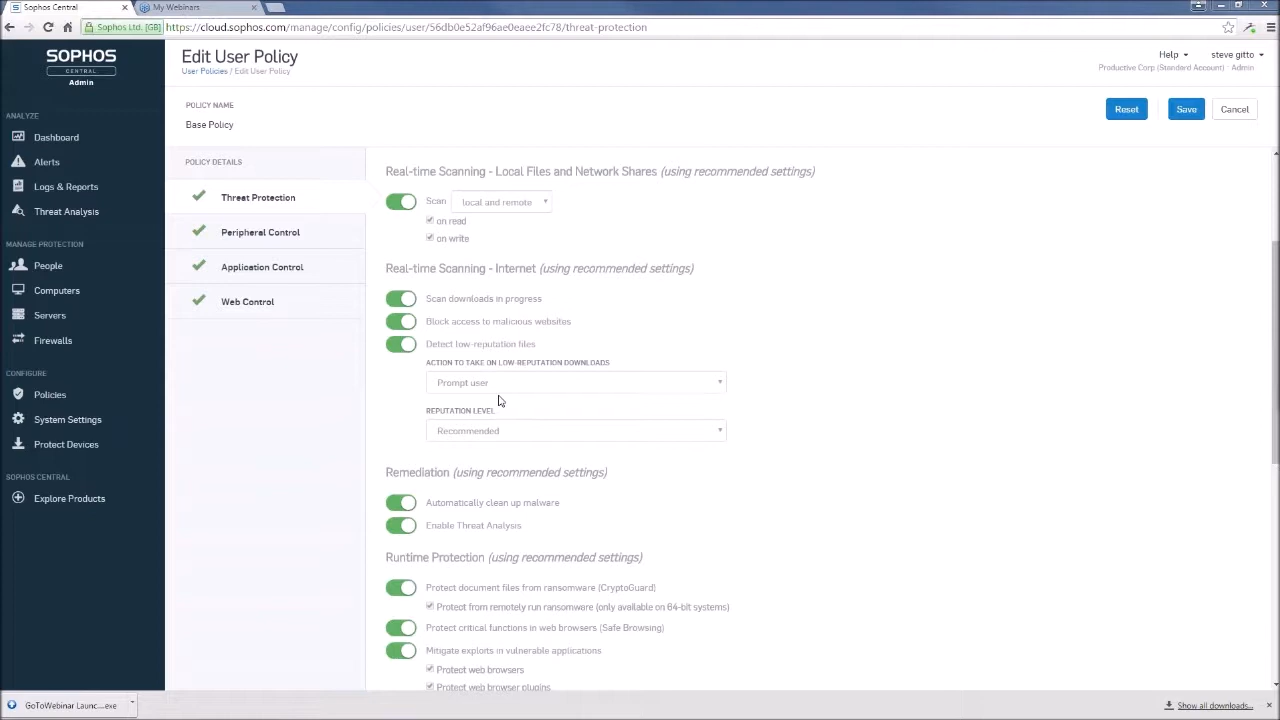 Sophos Central
My Webinars
Sophos Ltd. [GB] https://cloud.sophos.com/manage/config/policies/user/56db0e52af96ae0eaee2fc78/threat-protection
SOPHOS
CENTRAL
Admin
ANALYZE
Dashboard
Alerts
Logs & Reports
Threat Analysis
MANAGE PROTECTION
People
Computers
Servers
Firewalls
CONFIGURE
Policies
System Settings
Protect Devices
SOPHOS CENTRAL
Explore Products
Edit User Policy
User Policies / Edit User Policy
Help
steve gitto
Productive Corp (Standard Account) · Admin
POLICY NAME
Base Policy
Reset
Save
Cancel
POLICY DETAILS
Threat Protection
Peripheral Control
Application Control
Web Control
Real-time Scanning - Local Files and Network Shares (using recommended settings)
Scan local and remote
on read
on write
Real-time Scanning - Internet (using recommended settings)
Scan downloads in progress
Block access to malicious websites
Detect low-reputation files
ACTION TO TAKE ON LOW-REPUTATION DOWNLOADS
Prompt user
REPUTATION LEVEL
Recommended
Remediation (using recommended settings)
Automatically clean up malware
Enable Threat Analysis
Runtime Protection (using recommended settings)
Protect document files from ransomware (CryptoGuard)
Protect from remotely run ransomware (only available on 64-bit systems)
Protect critical functions in web browsers (Safe Browsing)
Mitigate exploits in vulnerable applications
Protect web browsers
Protect web browser plugins
GoToWebinar Launc....exe
Show all downloads...